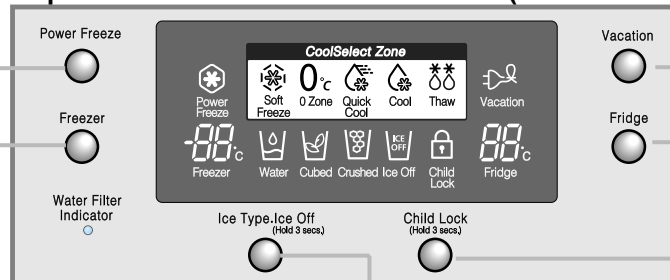 Power Freeze
Vacation
CoolSelect Zone
0°c
Soft Freeze
0 Zone
Quick Cool
Cool
Thaw
Power Freeze
Vacation
Freezer
Fridge
-88°c
ICE OFF
88°c
Freezer
Water
Cubed
Crushed
Ice Off
Child Lock
Fridge
Water Filter
Indicator
Ice Type.Ice Off
(Hold 3 secs.)
Child Lock
(Hold 3 secs.)